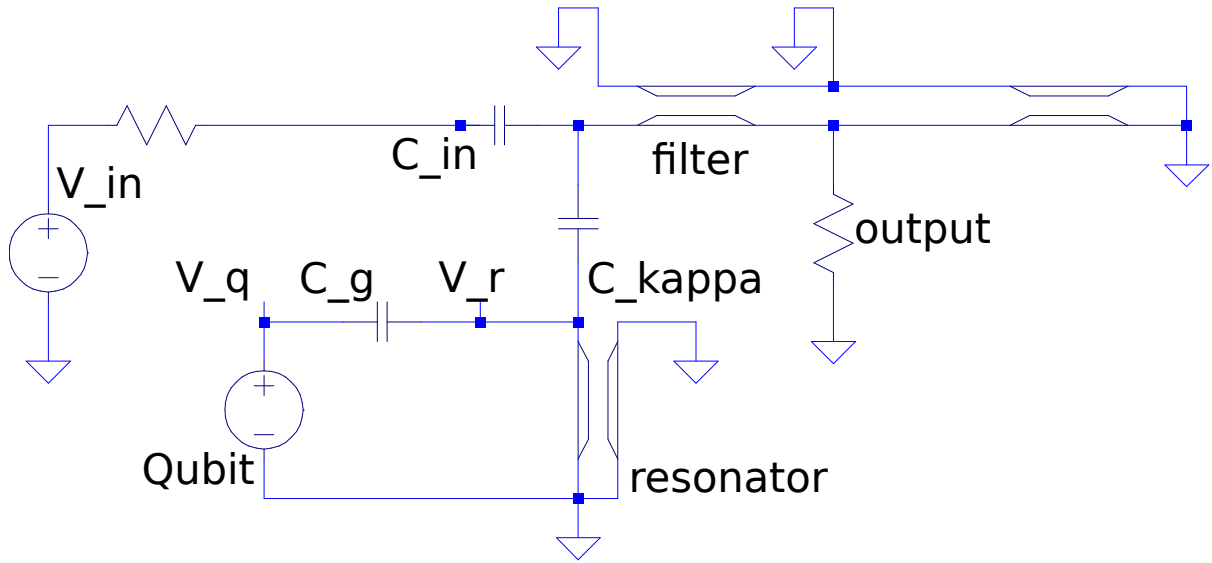 C_in
filter
V_in
output
V_q
C_g
V_r
C_kappa
Qubit
resonator